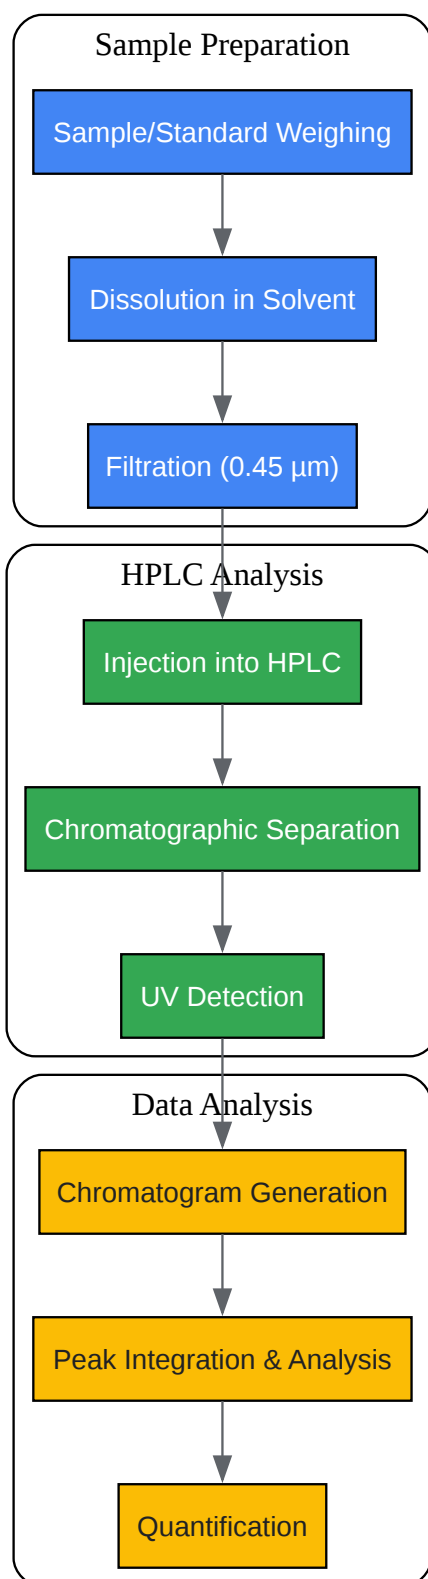 Sample Preparation
Sample/Standard Weighing
Dissolution in Solvent
Filtration (0.45 µm)
HPLC Analysis
Injection into HPLC
Chromatographic Separation
UV Detection
Data Analysis
Chromatogram Generation
Peak Integration & Analysis
Quantification